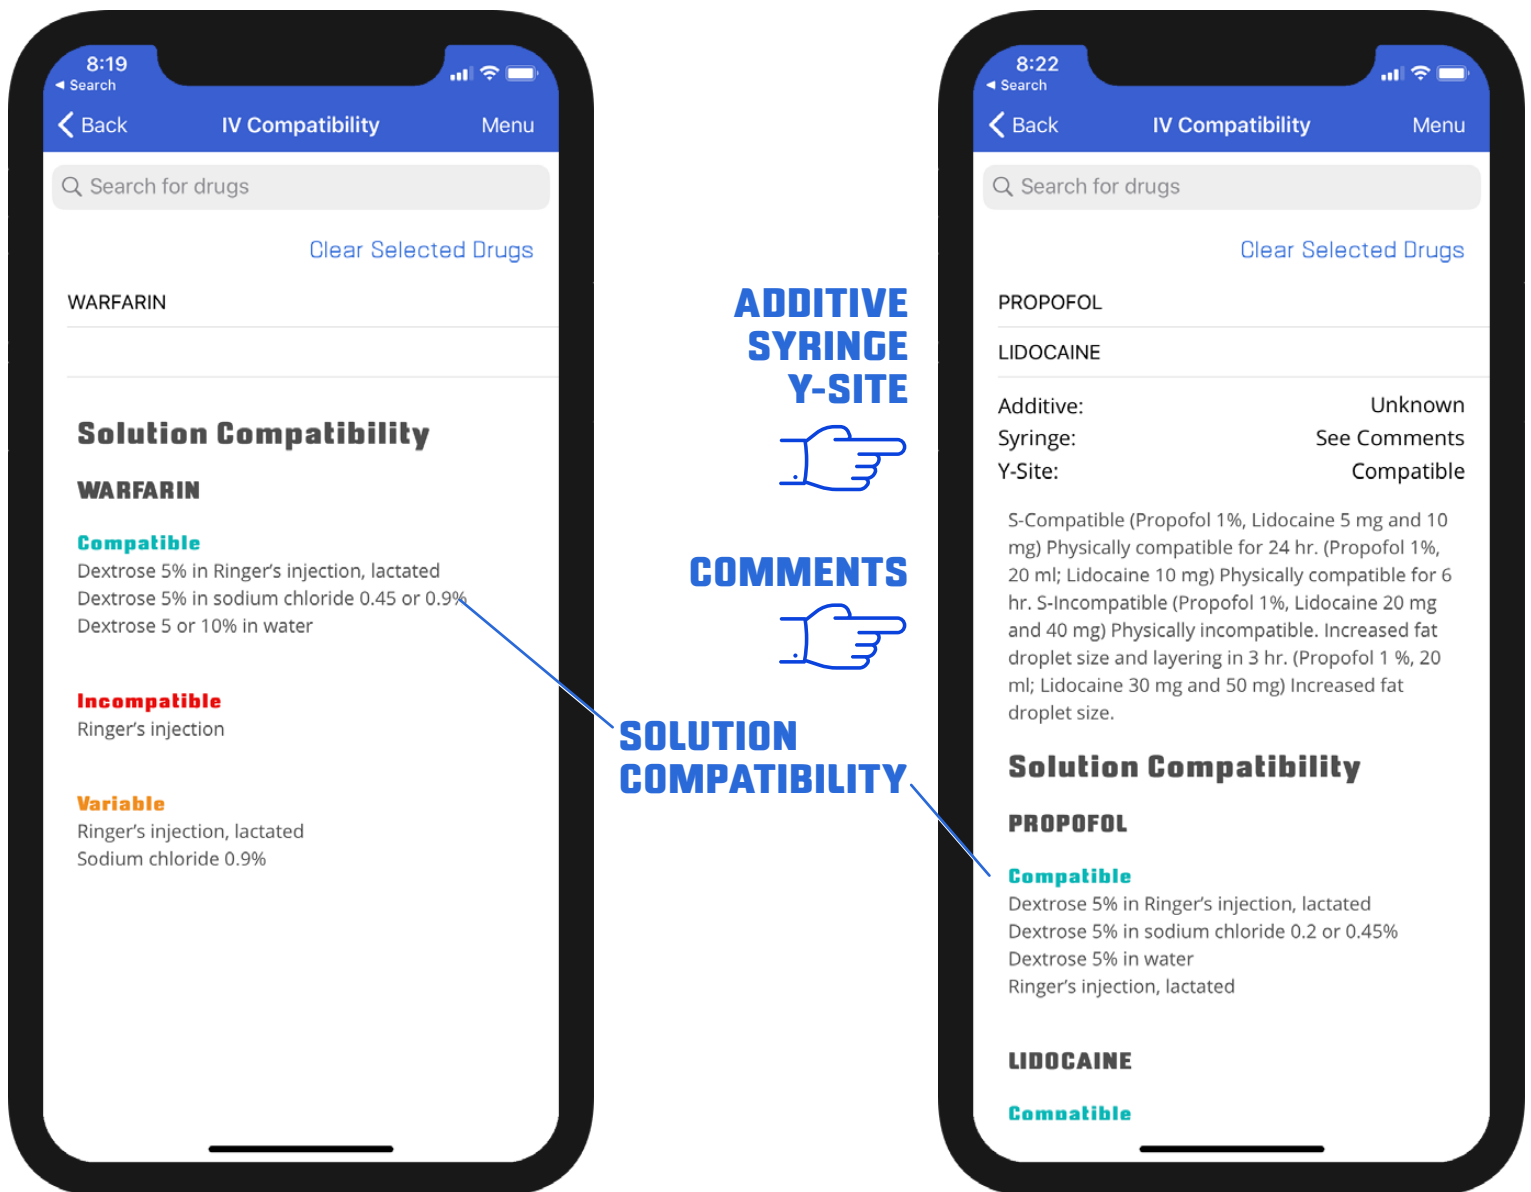 8:19
◄ Search
Back
IV Compatibility
Menu
Search for drugs
Clear Selected Drugs
WARFARIN
Solution Compatibility
WARFARIN
Compatible
Dextrose 5% in Ringer's injection, lactated
Dextrose 5% in sodium chloride 0.45 or 0.9%
Dextrose 5 or 10% in water
Incompatible
Ringer's injection
Variable
Ringer's injection, lactated
Sodium chloride 0.9%
ADDITIVE
SYRINGE
Y-SITE
COMMENTS
SOLUTION
COMPATIBILITY
8:22
◄ Search
Back
IV Compatibility
Menu
Search for drugs
Clear Selected Drugs
PROPOFOL
LIDOCAINE
Additive: Unknown
Syringe: See Comments
Y-Site: Compatible
S-Compatible (Propofol 1%, Lidocaine 5 mg and 10
mg) Physically compatible for 24 hr. (Propofol 1%,
20 ml; Lidocaine 10 mg) Physically compatible for 6
hr. S-Incompatible (Propofol 1%, Lidocaine 20 mg
and 40 mg) Physically incompatible. Increased fat
droplet size and layering in 3 hr. (Propofol 1 %, 20
ml; Lidocaine 30 mg and 50 mg) Increased fat
droplet size.
Solution Compatibility
PROPOFOL
Compatible
Dextrose 5% in Ringer's injection, lactated
Dextrose 5% in sodium chloride 0.2 or 0.45%
Dextrose 5% in water
Ringer's injection, lactated
LIDOCAINE
Compatible